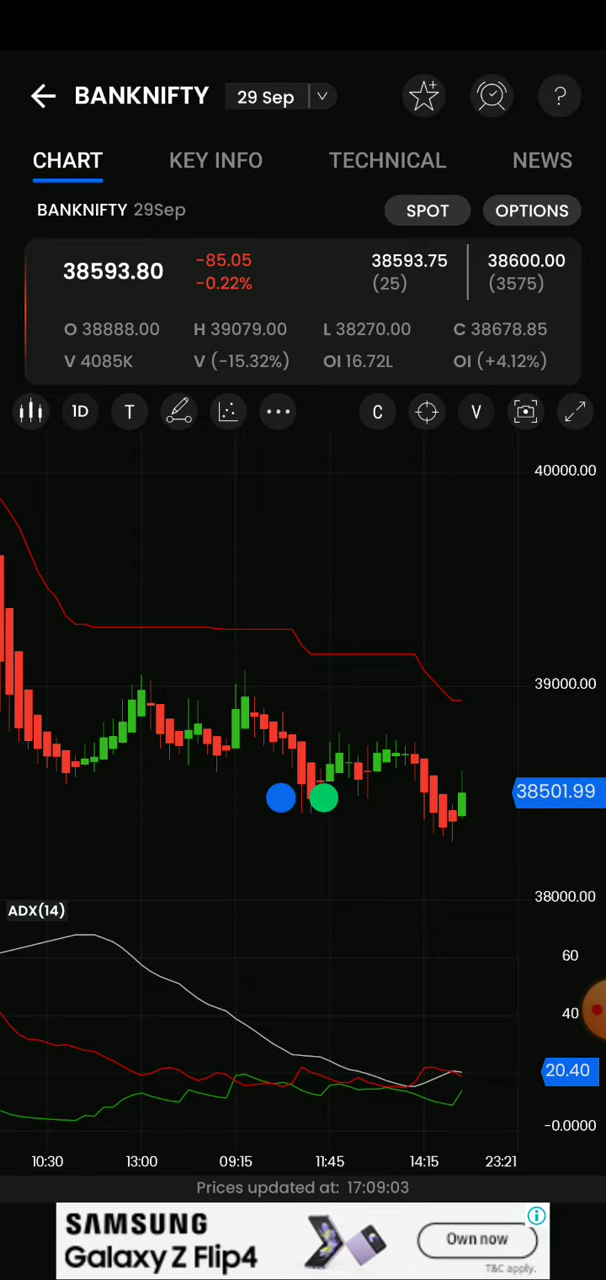 BANKNIFTY 29 Sep ?
CHART KEY INFO TECHNICAL NEWS
BANKNIFTY 29Sep SPOT OPTIONS
38593.80 -85.05 38593.75 38600.00
-0.22% (25) (3575)
O 38888.00 H 39079.00 L 38270.00 C 38678.85
V 4085K V (-15.32%) OI 16.72L OI (+4.12%)
1D T C V
40000.00
39000.00
38501.99
38000.00
ADX(14)
60
40
20.40
-0.0000
10:30 13:00 09:15 11:45 14:15 23:21
Prices updated at: 17:09:03
SAMSUNG
Galaxy Z Flip4
Own now
T&C apply.